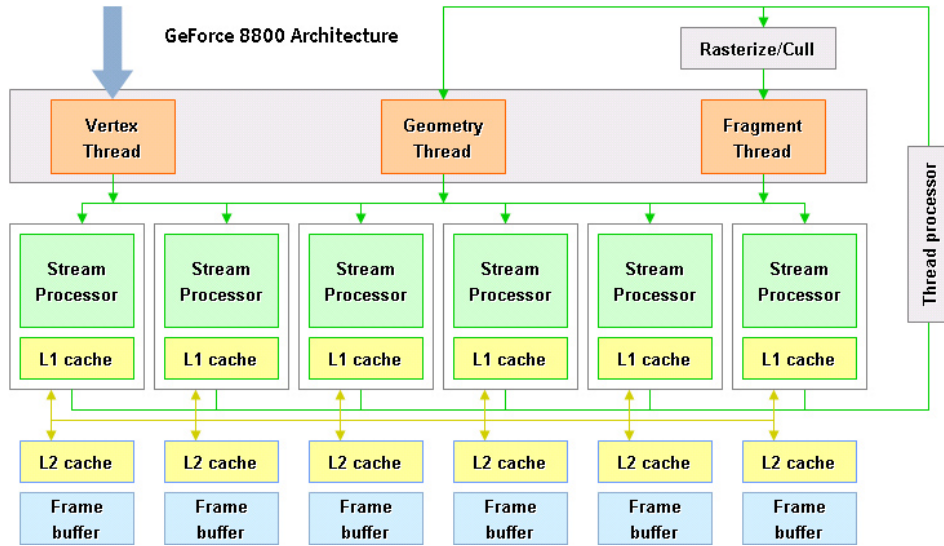 GeForce 8800 Architecture
Rasterize/Cull
Vertex
Thread
Geometry
Thread
Fragment
Thread
Thread processor
Stream
Processor
Stream
Processor
Stream
Processor
Stream
Processor
Stream
Processor
Stream
Processor
L1 cache
L1 cache
L1 cache
L1 cache
L1 cache
L1 cache
L2 cache
L2 cache
L2 cache
L2 cache
L2 cache
L2 cache
Frame
buffer
Frame
buffer
Frame
buffer
Frame
buffer
Frame
buffer
Frame
buffer